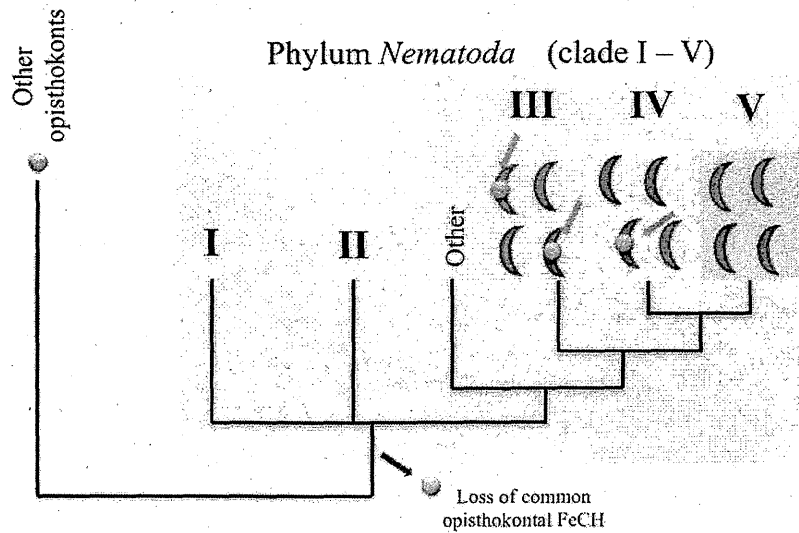 Other
opisthokonts
Phylum Nematoda (clade I – V)
III
IV
V
Other
I
II
Loss of common
opisthokontal FeCH